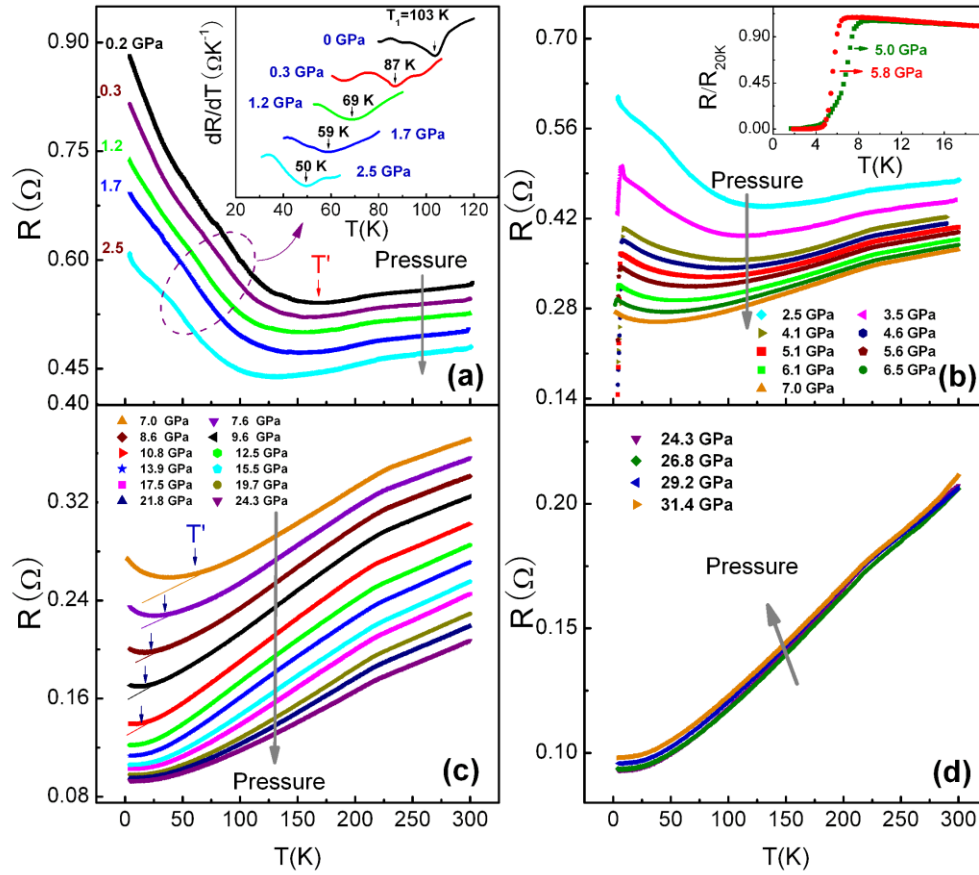 0.90
0.75
0.60
0.45
0.40
R (Ω)
0.2 GPa
0.3
1.2
1.7
2.5
dR/dT (ΩK⁻¹)
T₁=103 K
0 GPa
87 K
0.3 GPa
69 K
1.2 GPa
59 K
1.7 GPa
50 K
2.5 GPa
20 40 60 80 100 120
T(K)
T'
Pressure
(a)
0.70
0.56
0.42
0.28
0.14
R (Ω)
R/R20K
0.90
0.45
0.00
5.0 GPa
5.8 GPa
0 4 8 12 16
T(K)
Pressure
2.5 GPa 3.5 GPa
4.1 GPa 4.6 GPa
5.1 GPa 5.6 GPa
6.1 GPa 6.5 GPa
7.0 GPa
(b)
0.32
0.24
0.16
0.08
R (Ω)
7.0 GPa 7.6 GPa
8.6 GPa 9.6 GPa
10.8 GPa 12.5 GPa
13.9 GPa 15.5 GPa
17.5 GPa 19.7 GPa
21.8 GPa 24.3 GPa
T'
Pressure
(c)
0 50 100 150 200 250 300
T(K)
0.20
0.15
0.10
R (Ω)
24.3 GPa
26.8 GPa
29.2 GPa
31.4 GPa
Pressure
(d)
0 50 100 150 200 250 300
T(K)